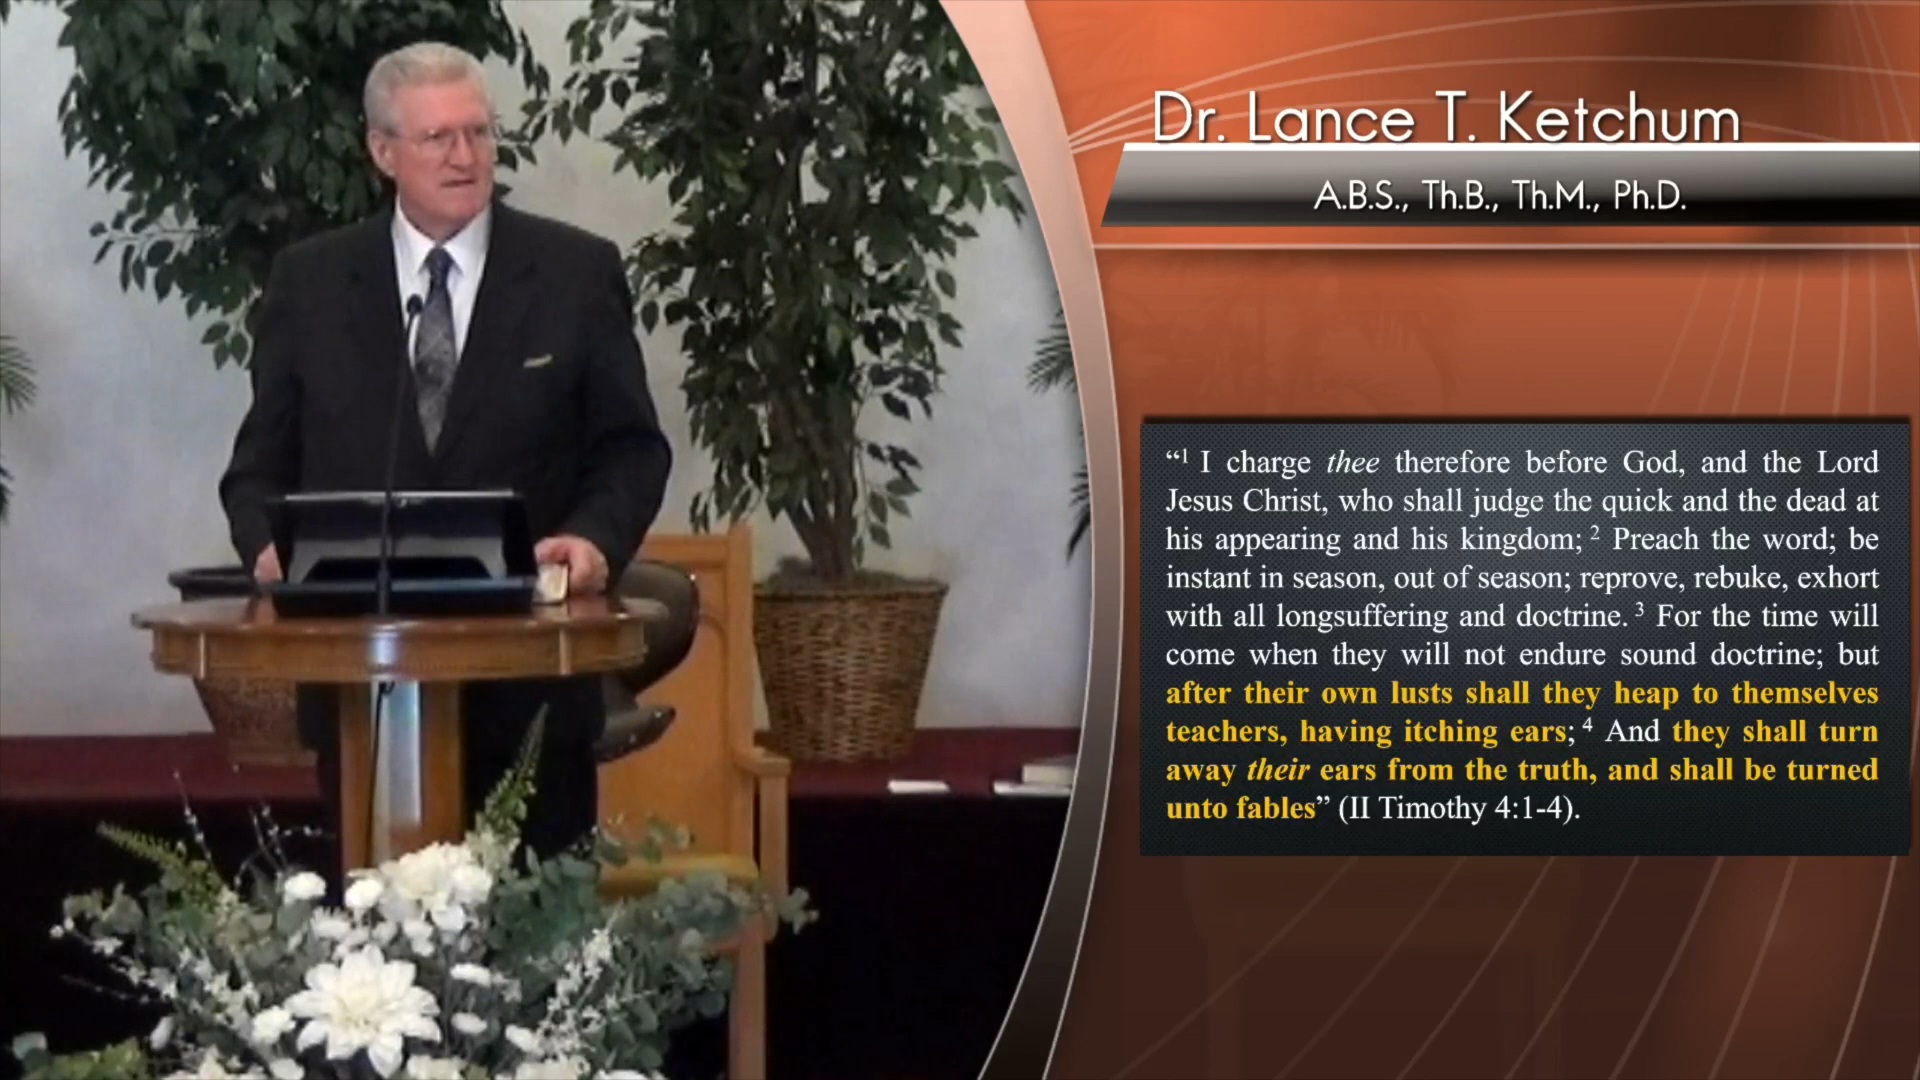 Dr. Lance T. Ketchum
A.B.S., Th.B., Th.M., Ph.D.
“1 I charge thee therefore before God, and the Lord
Jesus Christ, who shall judge the quick and the dead at
his appearing and his kingdom; 2 Preach the word; be
instant in season, out of season; reprove, rebuke, exhort
with all longsuffering and doctrine. 3 For the time will
come when they will not endure sound doctrine; but
after their own lusts shall they heap to themselves
teachers, having itching ears; 4 And they shall turn
away their ears from the truth, and shall be turned
unto fables” (II Timothy 4:1-4).